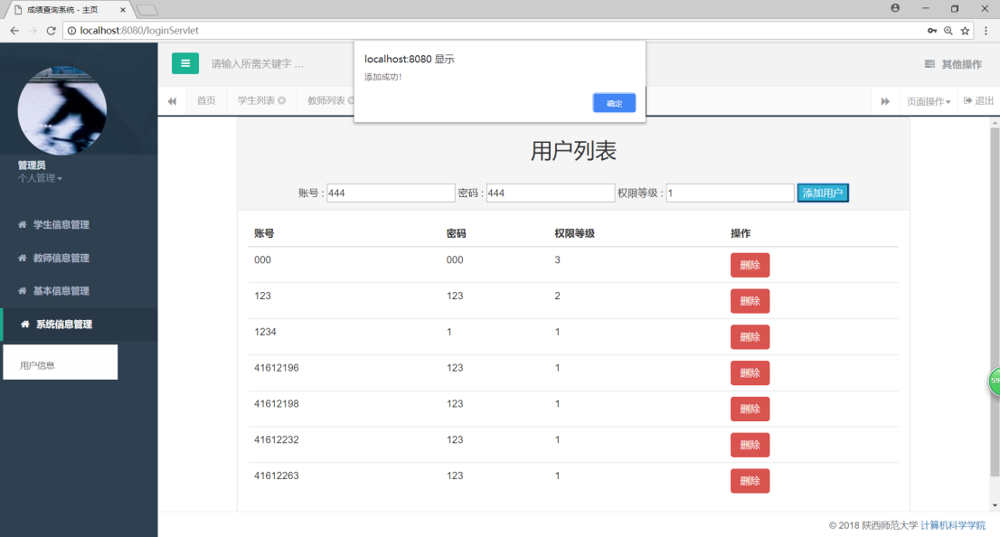 成绩查询系统 - 主页
localhost:8080/loginServlet
localhost:8080 显示
添加成功！
确定
请输入所需关键字 …
其他操作
首页 学生列表 教师列表 页面操作 退出
管理员
个人管理
学生信息管理
教师信息管理
基本信息管理
系统信息管理
用户信息
用户列表
账号 : 444 密码 : 444 权限等级 : 1 添加用户
账号 密码 权限等级 操作
000 000 3 删除
123 123 2 删除
1234 1 1 删除
41612196 123 1 删除
41612198 123 1 删除
41612232 123 1 删除
41612263 123 1 删除
59
© 2018 陕西师范大学 计算机科学学院